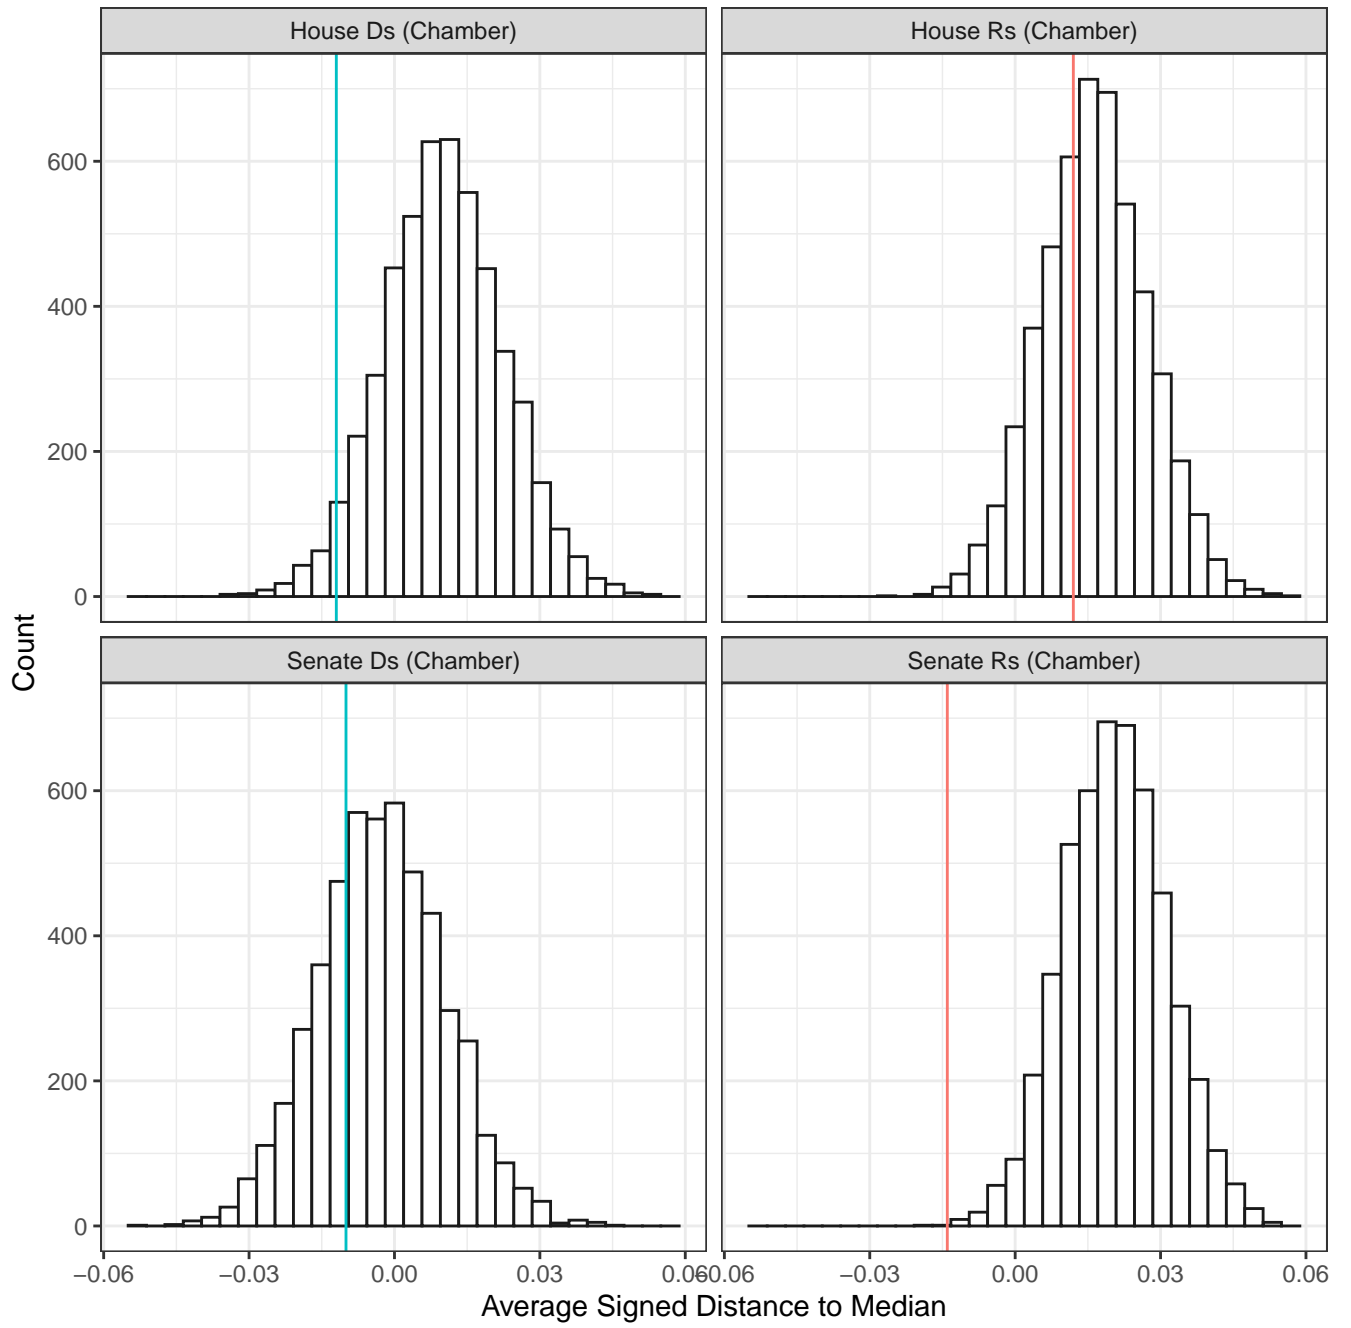 House Ds (Chamber)
House Rs (Chamber)
600
400
200
0
Count
Senate Ds (Chamber)
Senate Rs (Chamber)
600
400
200
0
−0.06 −0.03 0.00 0.03 0.06 −0.06 −0.03 0.00 0.03 0.06
Average Signed Distance to Median